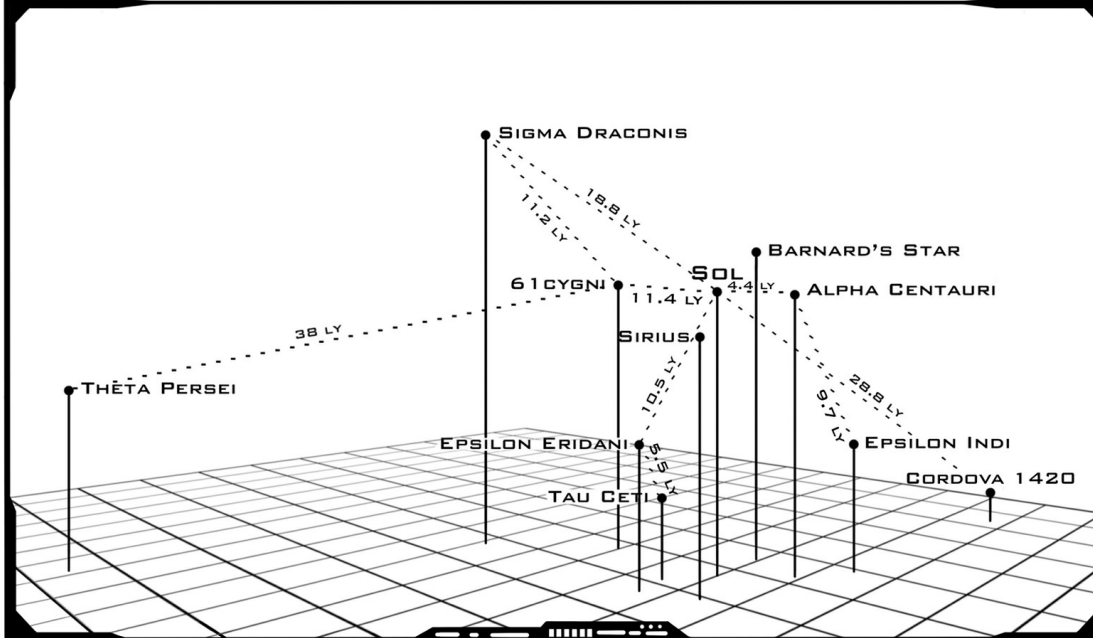 Sigma Draconis
18.8 LY
11.2 LY
Barnard's Star
Sol
61 Cygni
4.4 LY
Alpha Centauri
11.4 LY
38 LY
Sirius
Theta Persei
10.5 LY
28.8 LY
9.7 LY
Epsilon Eridani
5.5 LY
Epsilon Indi
Cordova 1420
Tau Ceti